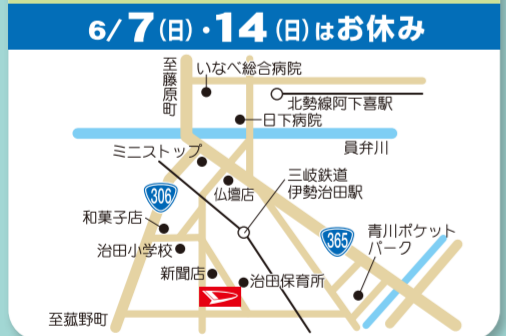 6/7(日)・14(日)はお休み
至藤原町
いなべ総合病院
北勢線阿下喜駅
日下病院
員弁川
ミニストップ
仏壇店
三岐鉄道
伊勢治田駅
306
和菓子店
365
青川ポケット
パーク
治田小学校
新聞店
治田保育所
至菰野町